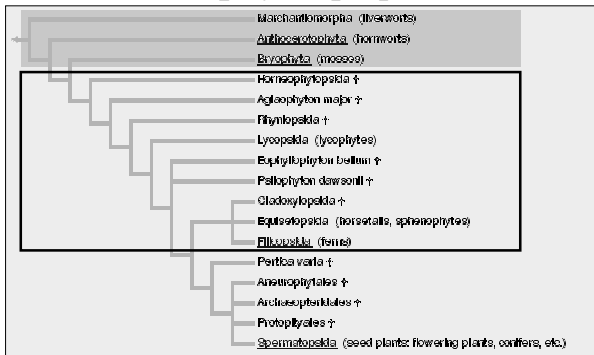 Marchantiomorpha (liverworts)
Anthocerotophyta (hornworts)
Bryophyta (mosses)
Horneophytopsida †
Aglaophyton major †
Rhyniopsida †
Lycopsida (lycophytes)
Eophyllophyton bellum †
Psilophyton dawsonii †
Cladoxylopsida †
Equisetopsida (horsetails, sphenophytes)
Filicopsida (ferns)
Pertica varia †
Aneurophytales †
Archaeopteridales †
Protopityales †
Spermatopsida (seed plants: flowering plants, conifers, etc.)